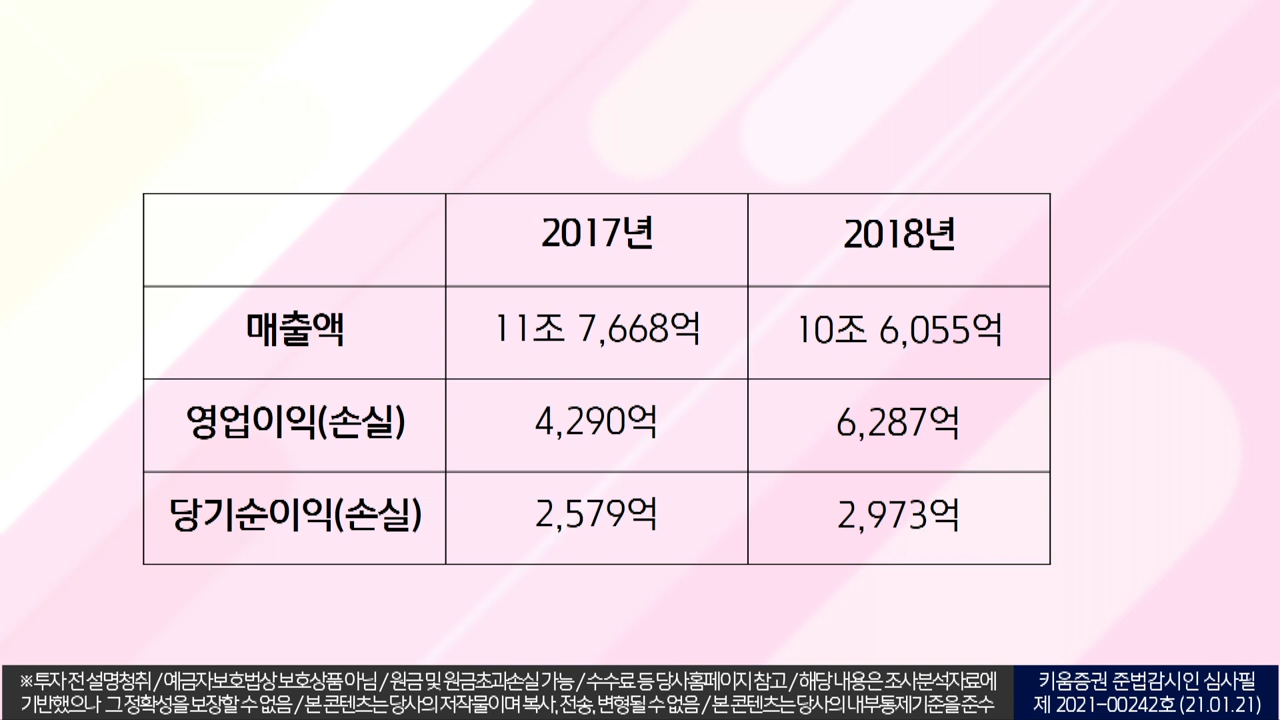 2017년 2018년
매출액 11조 7,668억 10조 6,055억
영업이익(손실) 4,290억 6,287억
당기순이익(손실) 2,579억 2,973억
※ 투자 전 설명청취 / 예금자보호법상 보호상품 아님 / 원금 및 원금초과손실 가능 / 수수료 등 당사홈페이지 참고 / 해당 내용은 조사분석자료에
기반했으나 그 정확성을 보장할 수 없음 / 본 콘텐츠는 당사의 저작물이며 복사, 전송, 변형될 수 없음 / 본 콘텐츠는 당사의 내부통제기준을 준수
키움증권 준법감시인 심사필
제 2021-00242호 (21.01.21)